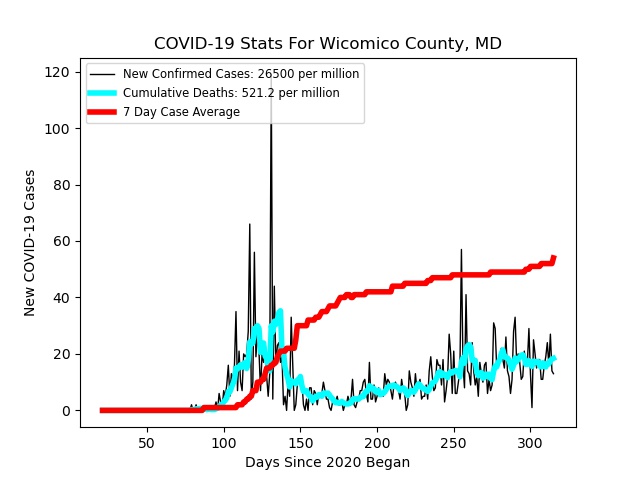 COVID-19 Stats For Wicomico County, MD
New Confirmed Cases: 26500 per million
Cumulative Deaths: 521.2 per million
7 Day Case Average
New COVID-19 Cases
120
100
80
60
40
20
0
50 100 150 200 250 300
Days Since 2020 Began